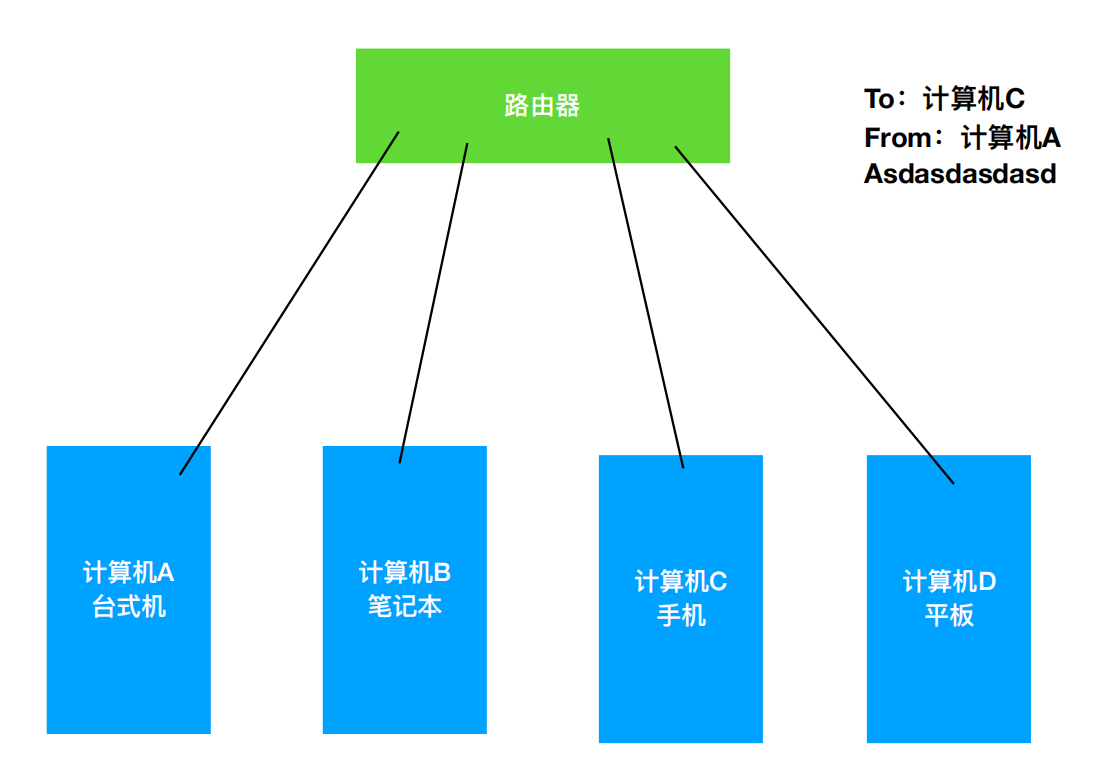 路由器
To：计算机C
From：计算机A
Asdasdasdasd
计算机A
台式机
计算机B
笔记本
计算机C
手机
计算机D
平板